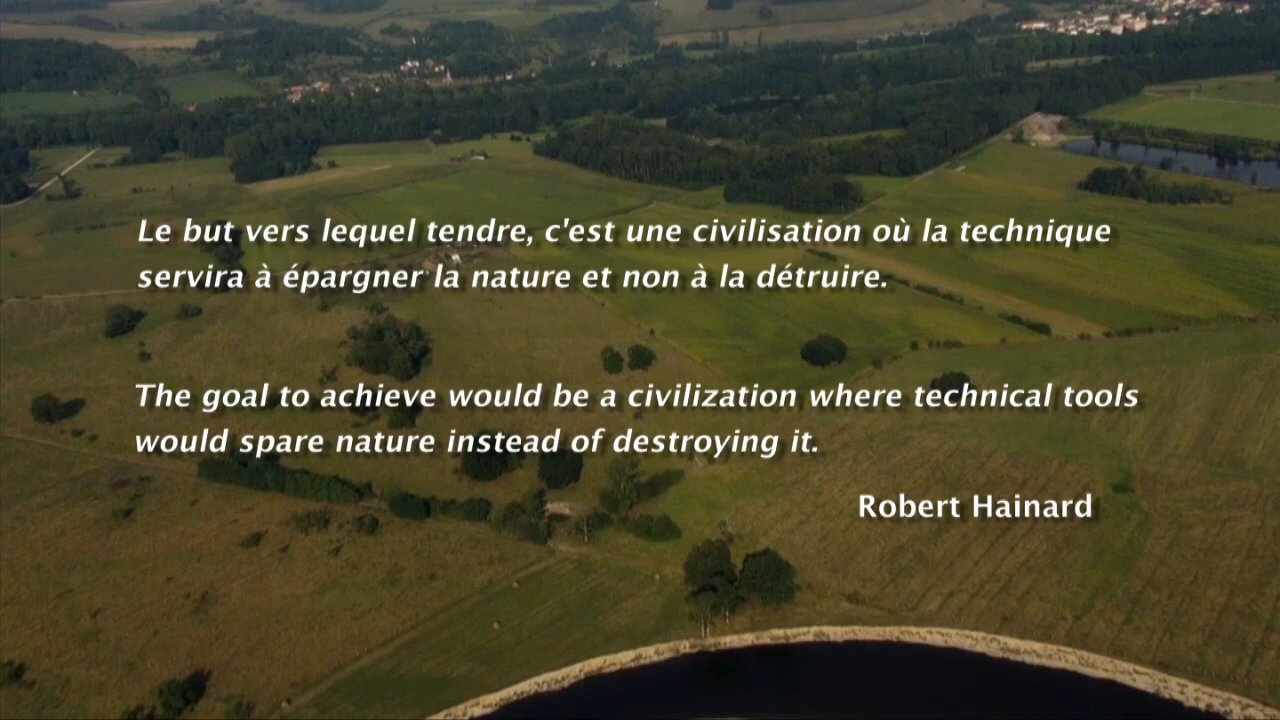 Le but vers lequel tendre, c'est une civilisation où la technique
servira à épargner la nature et non à la détruire.
The goal to achieve would be a civilization where technical tools
would spare nature instead of destroying it.
Robert Hainard